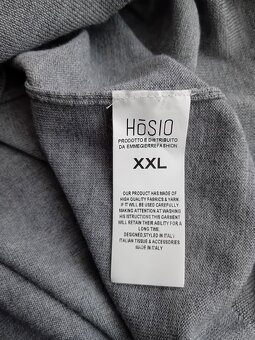 HōSIO
PRODOTTO E DISTRIBUITO
DA EMMEGIERREFASHION
XXL
OUR PRODUCT HAS MADE OF
HIGH QUALITY FABRICS & YARN
IF IT WILL BE USED CAREFULLY
MAKING ATTENTION AT WASHING
HIS ISTRUCTIONS THIS GARMENT
WILL RETAIN THEIR ABILITY FOR A
LONG TIME.
DESIGNED,STYLED IN ITALY
ITALIAN TISSUE & ACCESSORIES
MADE IN ITALY